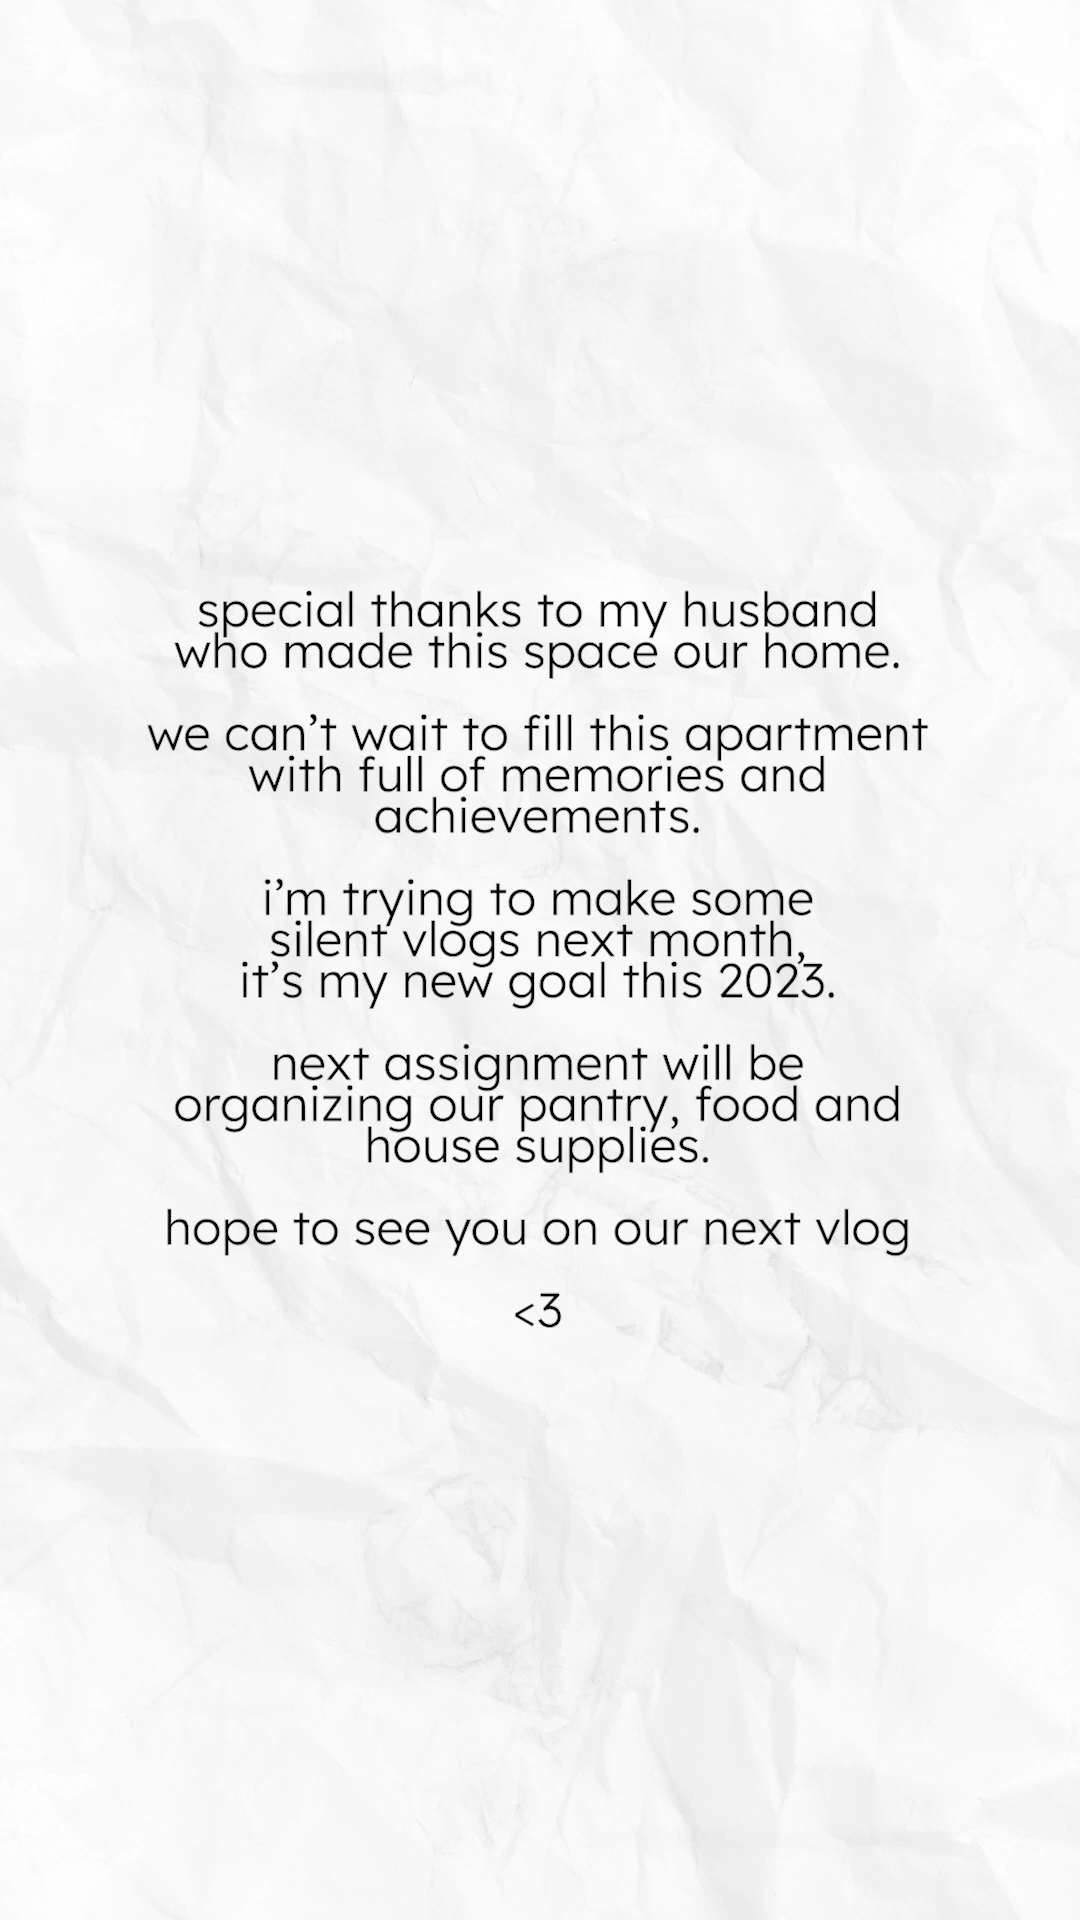 special thanks to my husband
who made this space our home.
we can’t wait to fill this apartment
with full of memories and
achievements.
i’m trying to make some
silent vlogs next month,
it’s my new goal this 2023.
next assignment will be
organizing our pantry, food and
house supplies.
hope to see you on our next vlog
<3